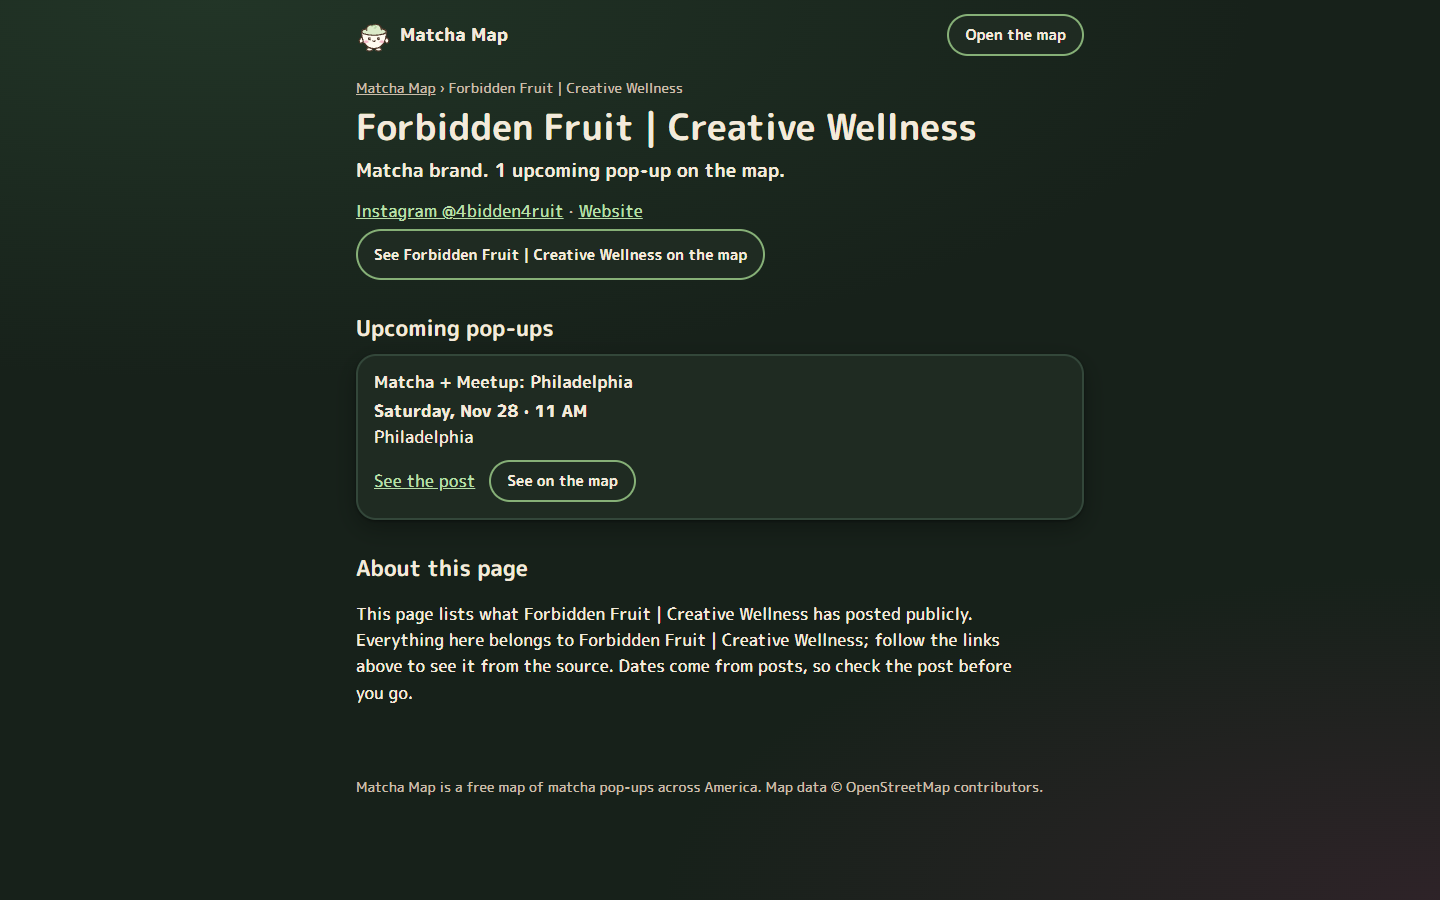 Matcha Map
Open the map
Matcha Map › Forbidden Fruit | Creative Wellness
Forbidden Fruit | Creative Wellness
Matcha brand. 1 upcoming pop-up on the map.
Instagram @4bidden4ruit · Website
See Forbidden Fruit | Creative Wellness on the map
Upcoming pop-ups
Matcha + Meetup: Philadelphia
Saturday, Nov 28 · 11 AM
Philadelphia
See the post
See on the map
About this page
This page lists what Forbidden Fruit | Creative Wellness has posted publicly.
Everything here belongs to Forbidden Fruit | Creative Wellness; follow the links
above to see it from the source. Dates come from posts, so check the post before
you go.
Matcha Map is a free map of matcha pop-ups across America. Map data © OpenStreetMap contributors.